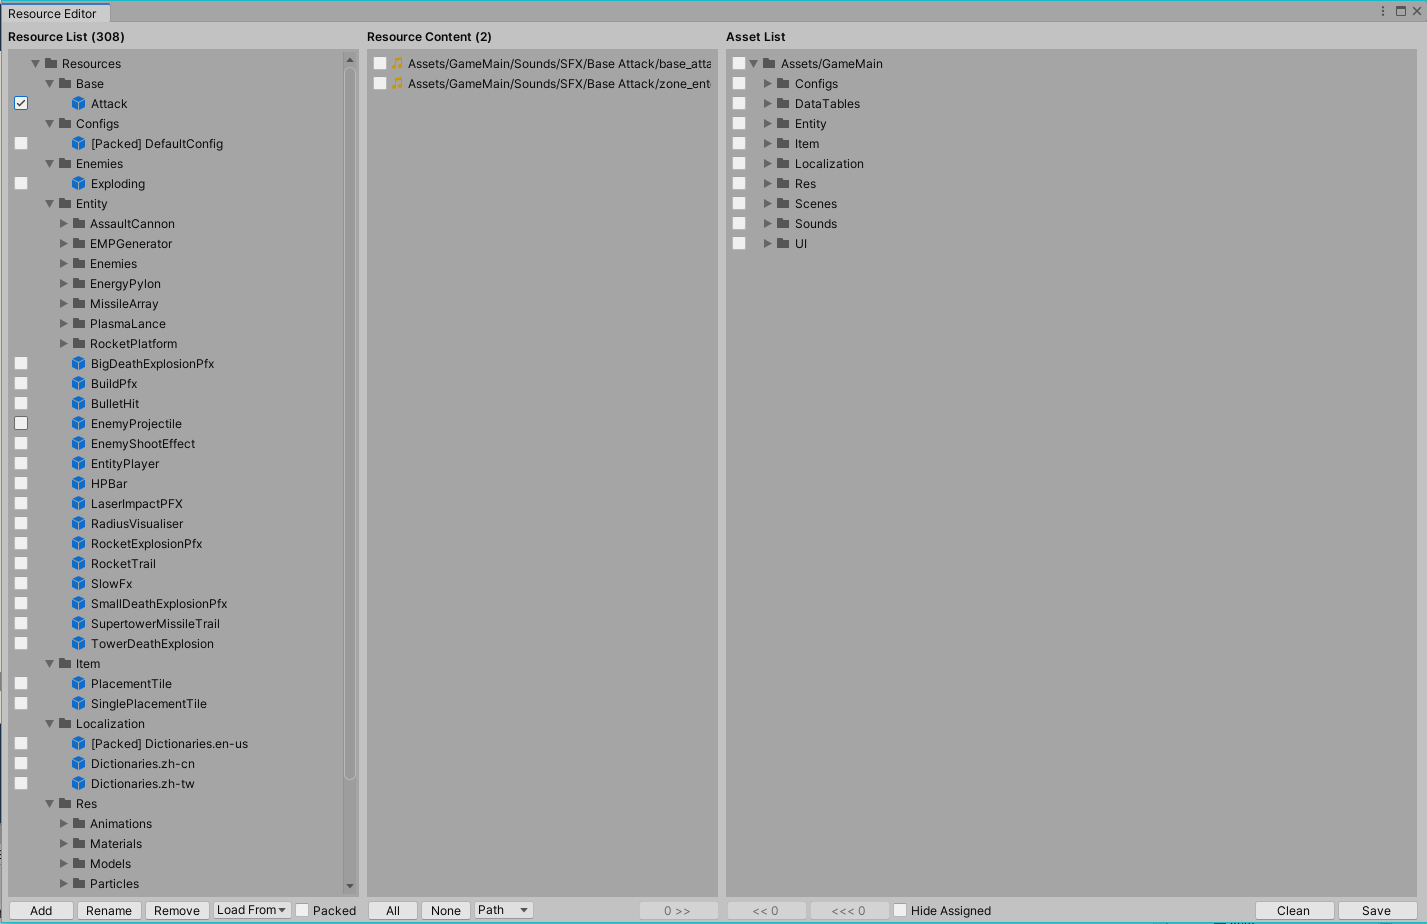 Resource Editor
Resource List (308)
Resources
Base
Attack
Configs
[Packed] DefaultConfig
Enemies
Exploding
Entity
AssaultCannon
EMPGenerator
Enemies
EnergyPylon
MissileArray
PlasmaLance
RocketPlatform
BigDeathExplosionPfx
BuildPfx
BulletHit
EnemyProjectile
EnemyShootEffect
EntityPlayer
HPBar
LaserImpactPFX
RadiusVisualiser
RocketExplosionPfx
RocketTrail
SlowFx
SmallDeathExplosionPfx
SupertowerMissileTrail
TowerDeathExplosion
Item
PlacementTile
SinglePlacementTile
Localization
[Packed] Dictionaries.en-us
Dictionaries.zh-cn
Dictionaries.zh-tw
Res
Animations
Materials
Models
Particles
Add Rename Remove Load From Packed
Resource Content (2)
Assets/GameMain/Sounds/SFX/Base Attack/base_atta
Assets/GameMain/Sounds/SFX/Base Attack/zone_ent
All None Path 0 >>
Asset List
Assets/GameMain
Configs
DataTables
Entity
Item
Localization
Res
Scenes
Sounds
UI
<< 0 <<< 0 Hide Assigned Clean Save